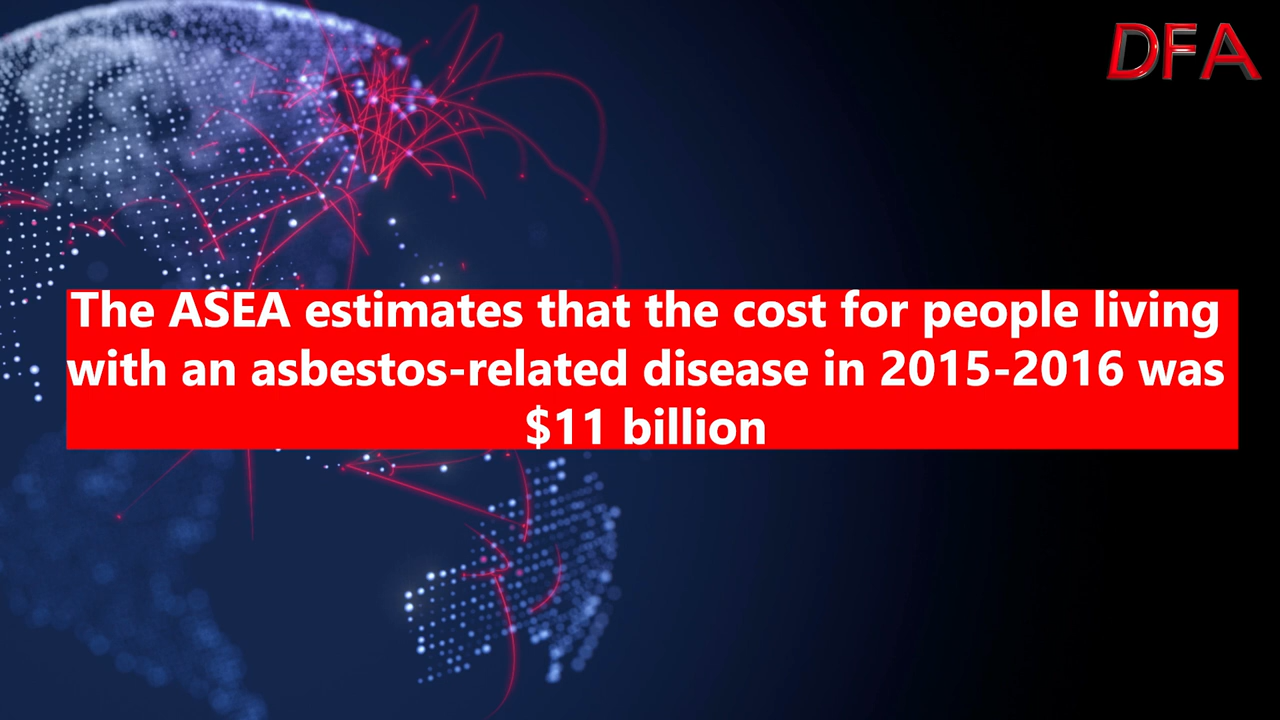 DFA
The ASEA estimates that the cost for people living
with an asbestos-related disease in 2015-2016 was
$11 billion